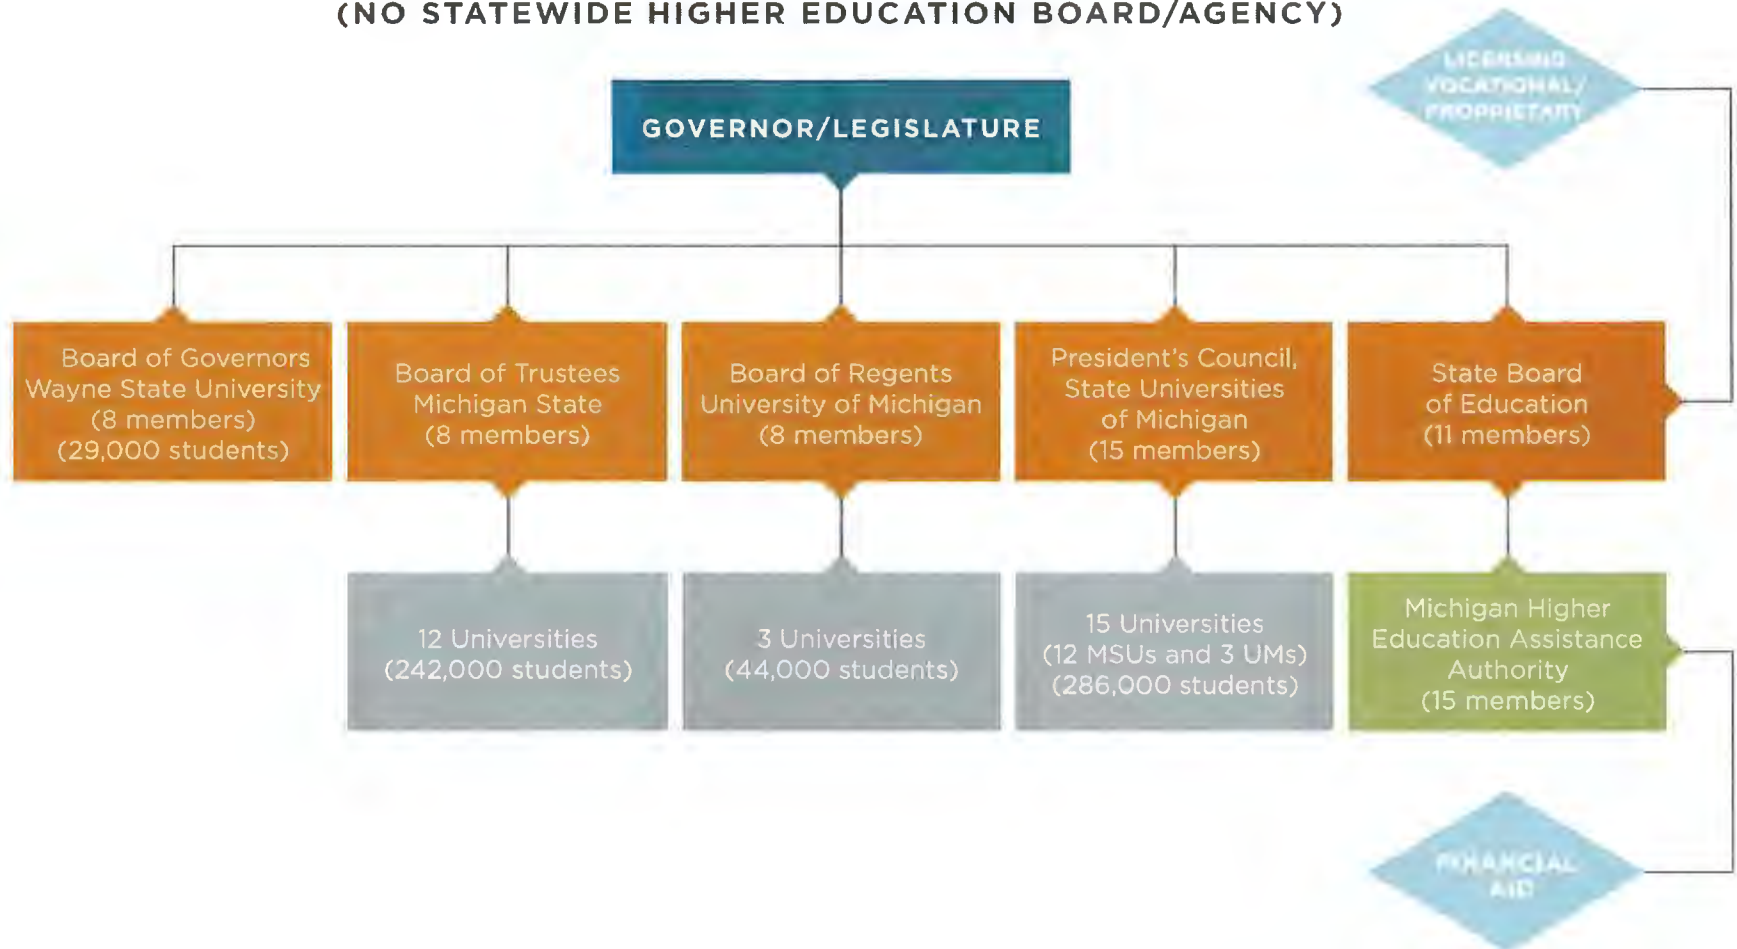 (NO STATEWIDE HIGHER EDUCATION BOARD/AGENCY)
LICENSING
VOCATIONAL/
PROPRIETARY
GOVERNOR/LEGISLATURE
Board of Governors
Wayne State University
(8 members)
(29,000 students)
Board of Trustees
Michigan State
(8 members)
Board of Regents
University of Michigan
(8 members)
President's Council,
State Universities
of Michigan
(15 members)
State Board
of Education
(11 members)
12 Universities
(242,000 students)
3 Universities
(44,000 students)
15 Universities
(12 MSUs and 3 UMs)
(286,000 students)
Michigan Higher
Education Assistance
Authority
(15 members)
FINANCIAL
AID